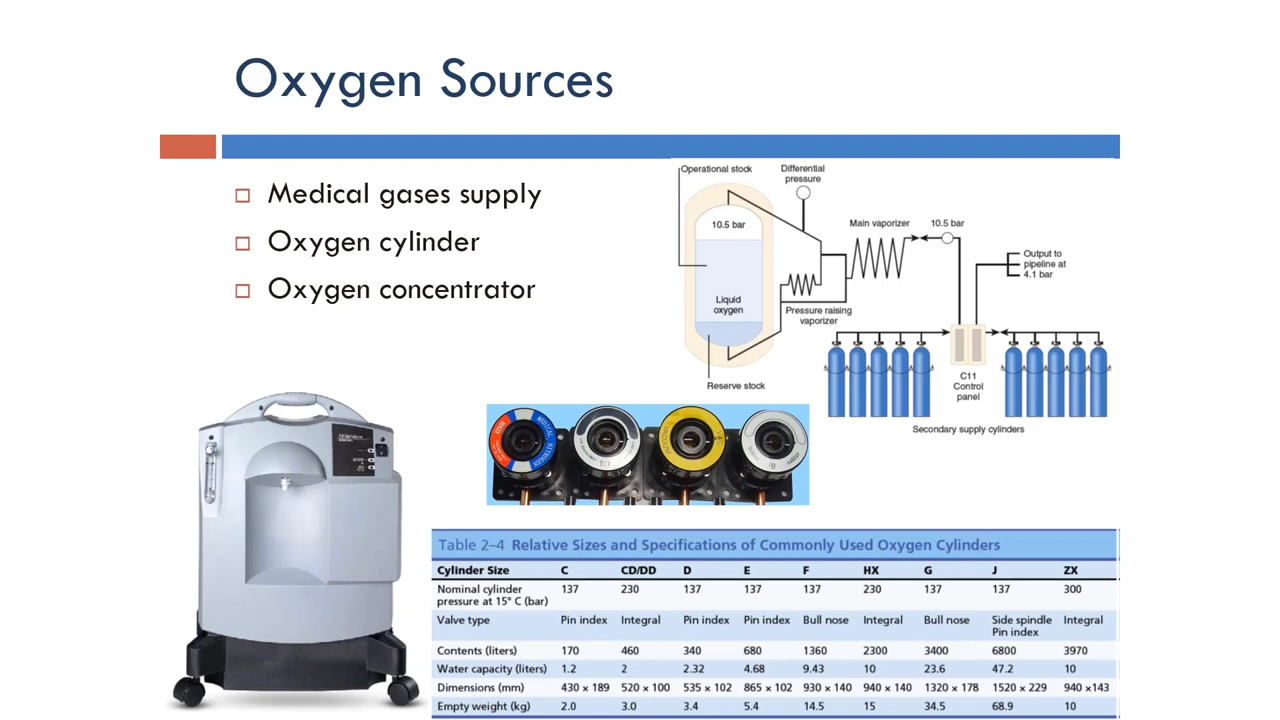 Oxygen Sources
Medical gases supply
Oxygen cylinder
Oxygen concentrator
Operational stock
Differential
pressure
10.5 bar
Main vaporizer
10.5 bar
Output to
pipeline at
4.1 bar
Liquid
oxygen
Pressure raising
vaporizer
Reserve stock
C11
Control
panel
Secondary supply cylinders
MEDICAL NITROGEN
AIR
O2
Table 2–4 Relative Sizes and Specifications of Commonly Used Oxygen Cylinders
Cylinder Size C CD/DD D E F HX G J ZX
Nominal cylinder 137 230 137 137 137 230 137 137 300
pressure at 15° C (bar)
Valve type Pin index Integral Pin index Pin index Bull nose Integral Bull nose Side spindle Integral
Pin index
Contents (liters) 170 460 340 680 1360 2300 3400 6800 3970
Water capacity (liters) 1.2 2 2.32 4.68 9.43 10 23.6 47.2 10
Dimensions (mm) 430 × 189 520 × 100 535 × 102 865 × 102 930 × 140 940 × 140 1320 × 178 1520 × 229 940 ×143
Empty weight (kg) 2.0 3.0 3.4 5.4 14.5 15 34.5 68.9 10